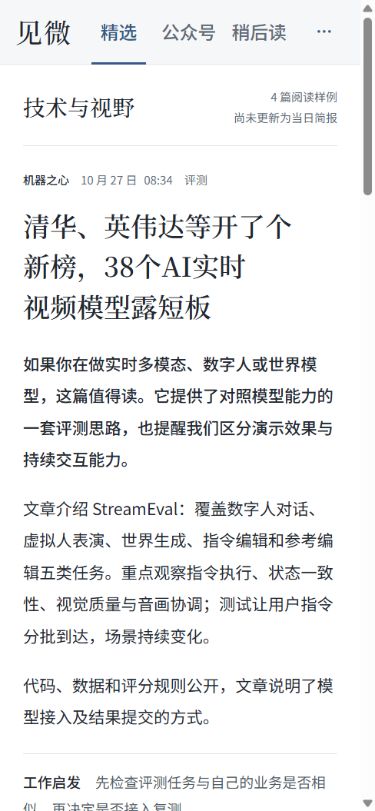 见微 精选 公众号 稍后读 ···
技术与视野
4 篇阅读样例
尚未更新为当日简报
机器之心 10 月 27 日 08:34 评测
清华、英伟达等开了个
新榜，38个AI实时
视频模型露短板
如果你在做实时多模态、数字人或世界模
型，这篇值得读。它提供了对照模型能力的
一套评测思路，也提醒我们区分演示效果与
持续交互能力。
文章介绍 StreamEval：覆盖数字人对话、
虚拟人表演、世界生成、指令编辑和参考编
辑五类任务。重点观察指令执行、状态一致
性、视觉质量与音画协调；测试让用户指令
分批到达，场景持续变化。
代码、数据和评分规则公开，文章说明了模
型接入及结果提交的方式。
工作启发 先检查评测任务与自己的业务是否相
似，再决定是否接入复测